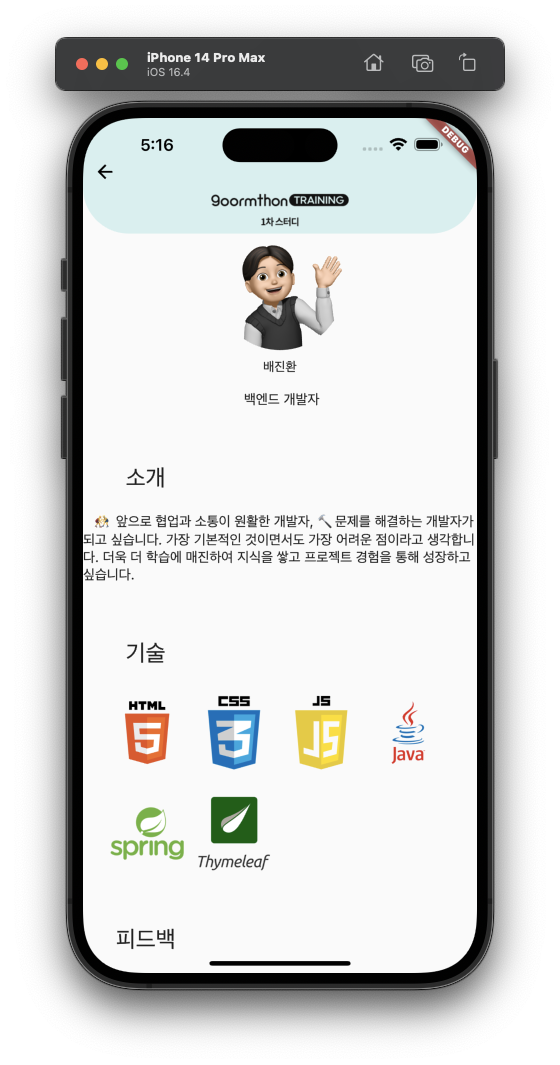 iPhone 14 Pro Max
iOS 16.4
5:16
DEBUG
goormthon TRAINING
1차 스터디
배진환
백엔드 개발자
소개
앞으로 협업과 소통이 원활한 개발자, 🔨 문제를 해결하는 개발자가
되고 싶습니다. 가장 기본적인 것이면서도 가장 어려운 점이라고 생각합니
다. 더욱 더 학습에 매진하여 지식을 쌓고 프로젝트 경험을 통해 성장하고
싶습니다.
기술
HTML
5
CSS
3
JS
JS
Java
spring
Thymeleaf
피드백